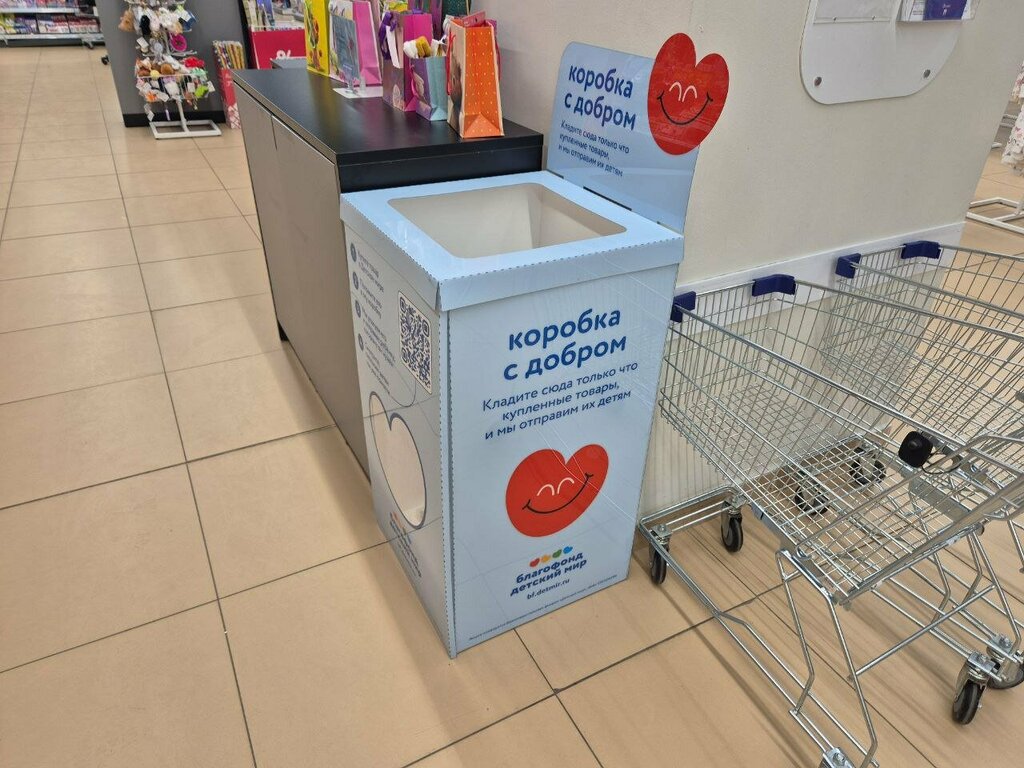 коробка
с добром
Кладите сюда только что
купленные товары,
и мы отправим их детям
коробка
с добром
Кладите сюда только что
купленные товары,
и мы отправим их детям
благофонд
детский мир
bf.detmir.ru